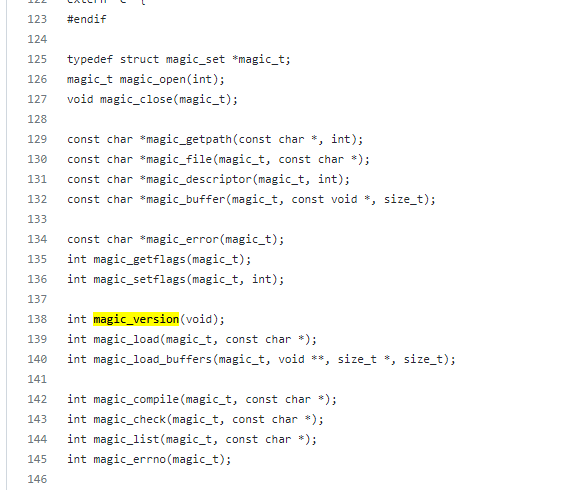 122 extern "C" {
123 #endif
124
125 typedef struct magic_set *magic_t;
126 magic_t magic_open(int);
127 void magic_close(magic_t);
128
129 const char *magic_getpath(const char *, int);
130 const char *magic_file(magic_t, const char *);
131 const char *magic_descriptor(magic_t, int);
132 const char *magic_buffer(magic_t, const void *, size_t);
133
134 const char *magic_error(magic_t);
135 int magic_getflags(magic_t);
136 int magic_setflags(magic_t, int);
137
138 int magic_version(void);
139 int magic_load(magic_t, const char *);
140 int magic_load_buffers(magic_t, void **, size_t *, size_t);
141
142 int magic_compile(magic_t, const char *);
143 int magic_check(magic_t, const char *);
144 int magic_list(magic_t, const char *);
145 int magic_errno(magic_t);
146